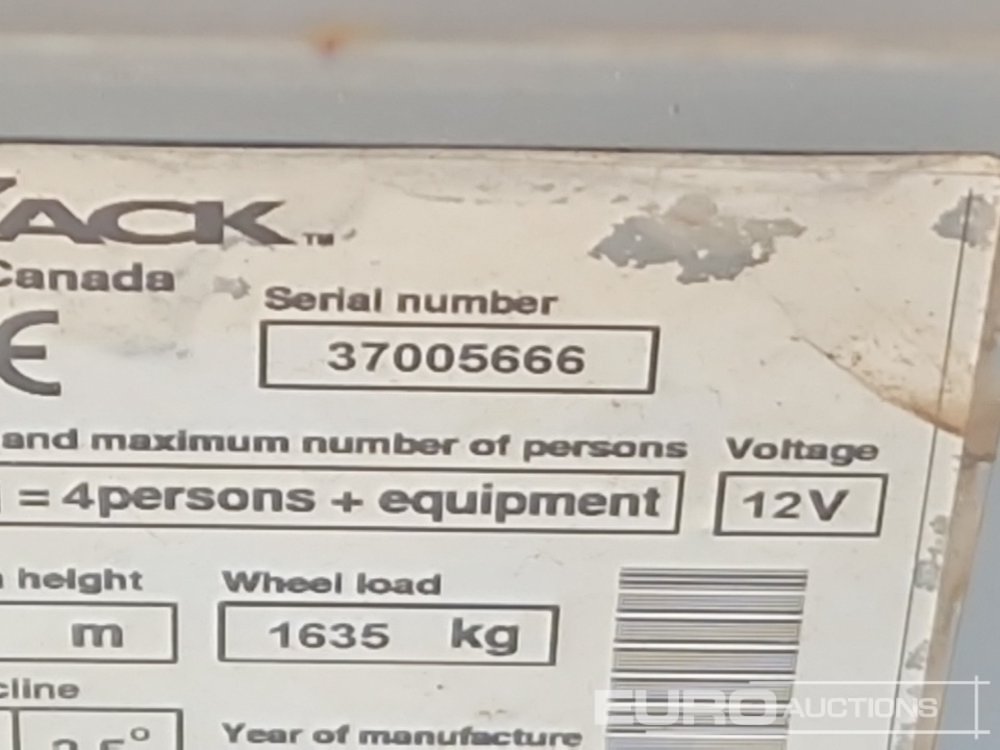 ACK™
Canada
CE
Serial number
37005666
and maximum number of persons
Voltage
= 4persons + equipment
12V
height
Wheel load
m
1635 kg
cline
Year of manufacture
EURO AUCTIONS